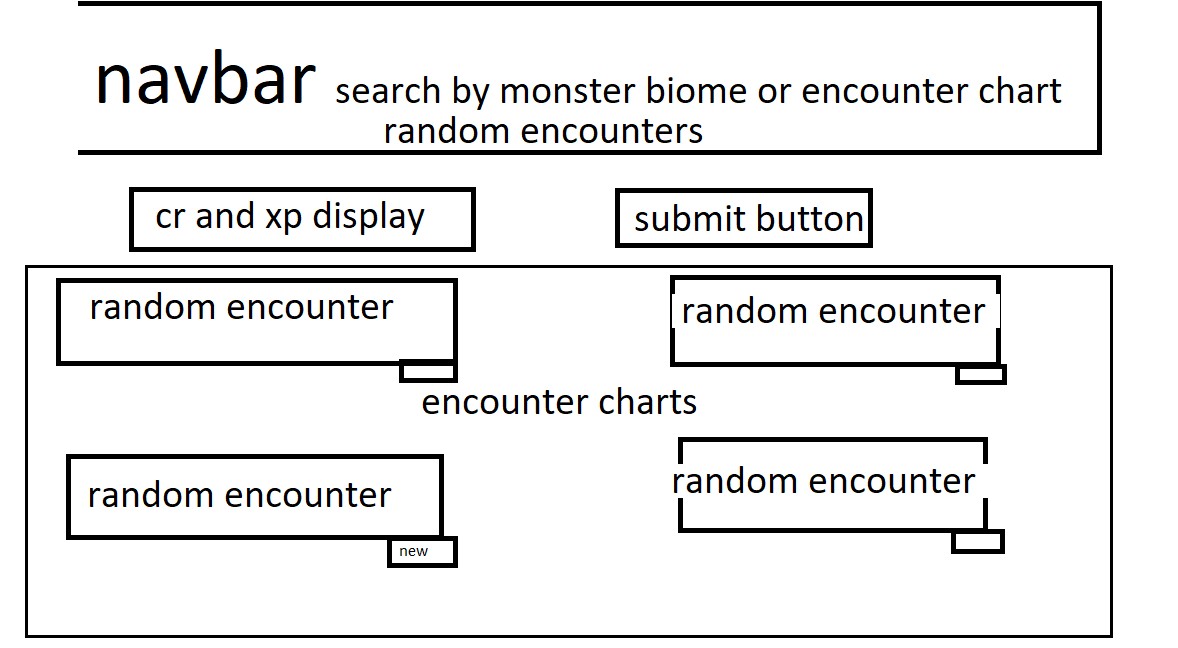 navbar search by monster biome or encounter chart
random encounters
cr and xp display
submit button
random encounter
random encounter
encounter charts
random encounter
random encounter
new